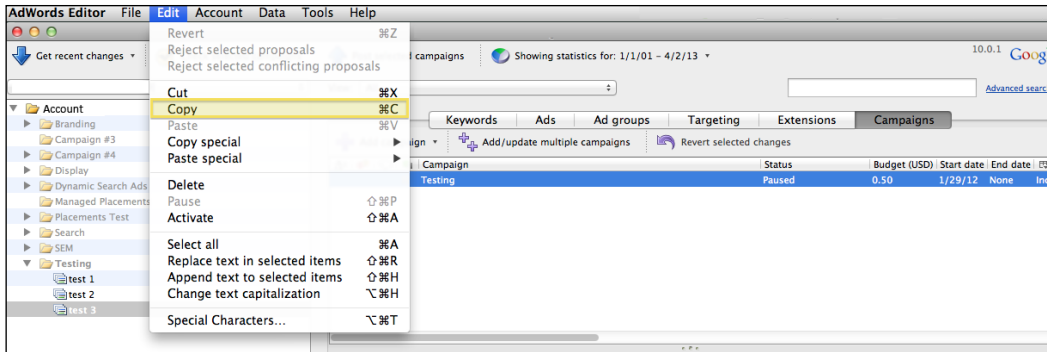 AdWords Editor File Edit Account Data Tools Help
Get recent changes
campaigns
Showing statistics for: 1/1/01 - 4/2/13
10.0.1 Goog
Revert ⌘Z
Reject selected proposals
Reject selected conflicting proposals
Cut ⌘X
Copy ⌘C
Paste ⌘V
Copy special
Paste special
Delete
Pause ⇧⌘P
Activate ⇧⌘A
Select all ⌘A
Replace text in selected items ⇧⌘R
Append text to selected items ⇧⌘H
Change text capitalization ⌥⌘H
Special Characters... ⌥⌘T
Advanced searc
Account
Branding
Campaign #3
Campaign #4
Display
Dynamic Search Ads
Managed Placements
Placements Test
Search
SEM
Testing
test 1
test 2
test 3
Keywords Ads Ad groups Targeting Extensions Campaigns
ign Add/update multiple campaigns Revert selected changes
Campaign Status Budget (USD) Start date End date
Testing Paused 0.50 1/29/12 None Inc